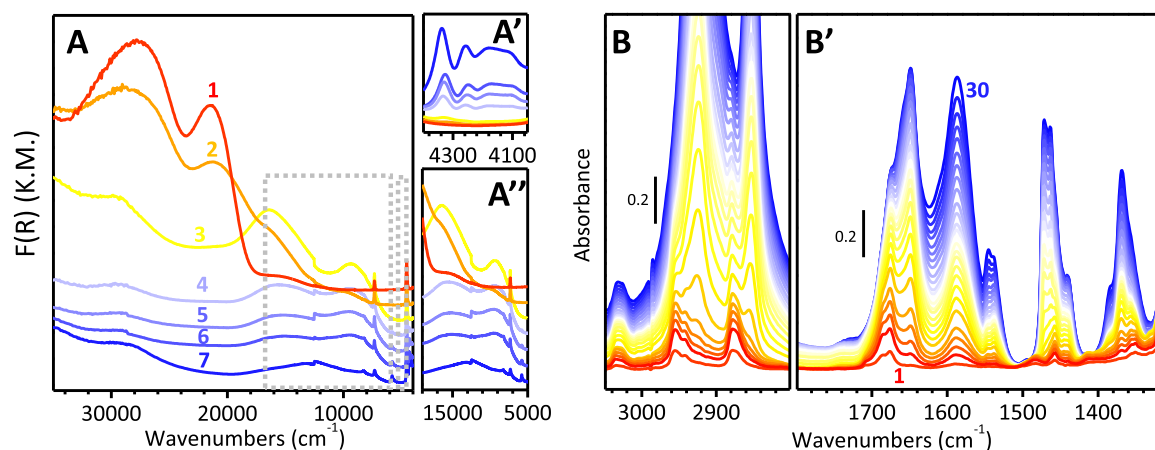 A
A’
B
B’
1
2
3
4
5
6
7
4300 4100
A’’
30
0.2
0.2
1
F(R) (K.M.)
Absorbance
30000 20000 10000
15000 5000
3000 2900
1700 1600 1500 1400
Wavenumbers (cm⁻¹)
Wavenumbers (cm⁻¹)